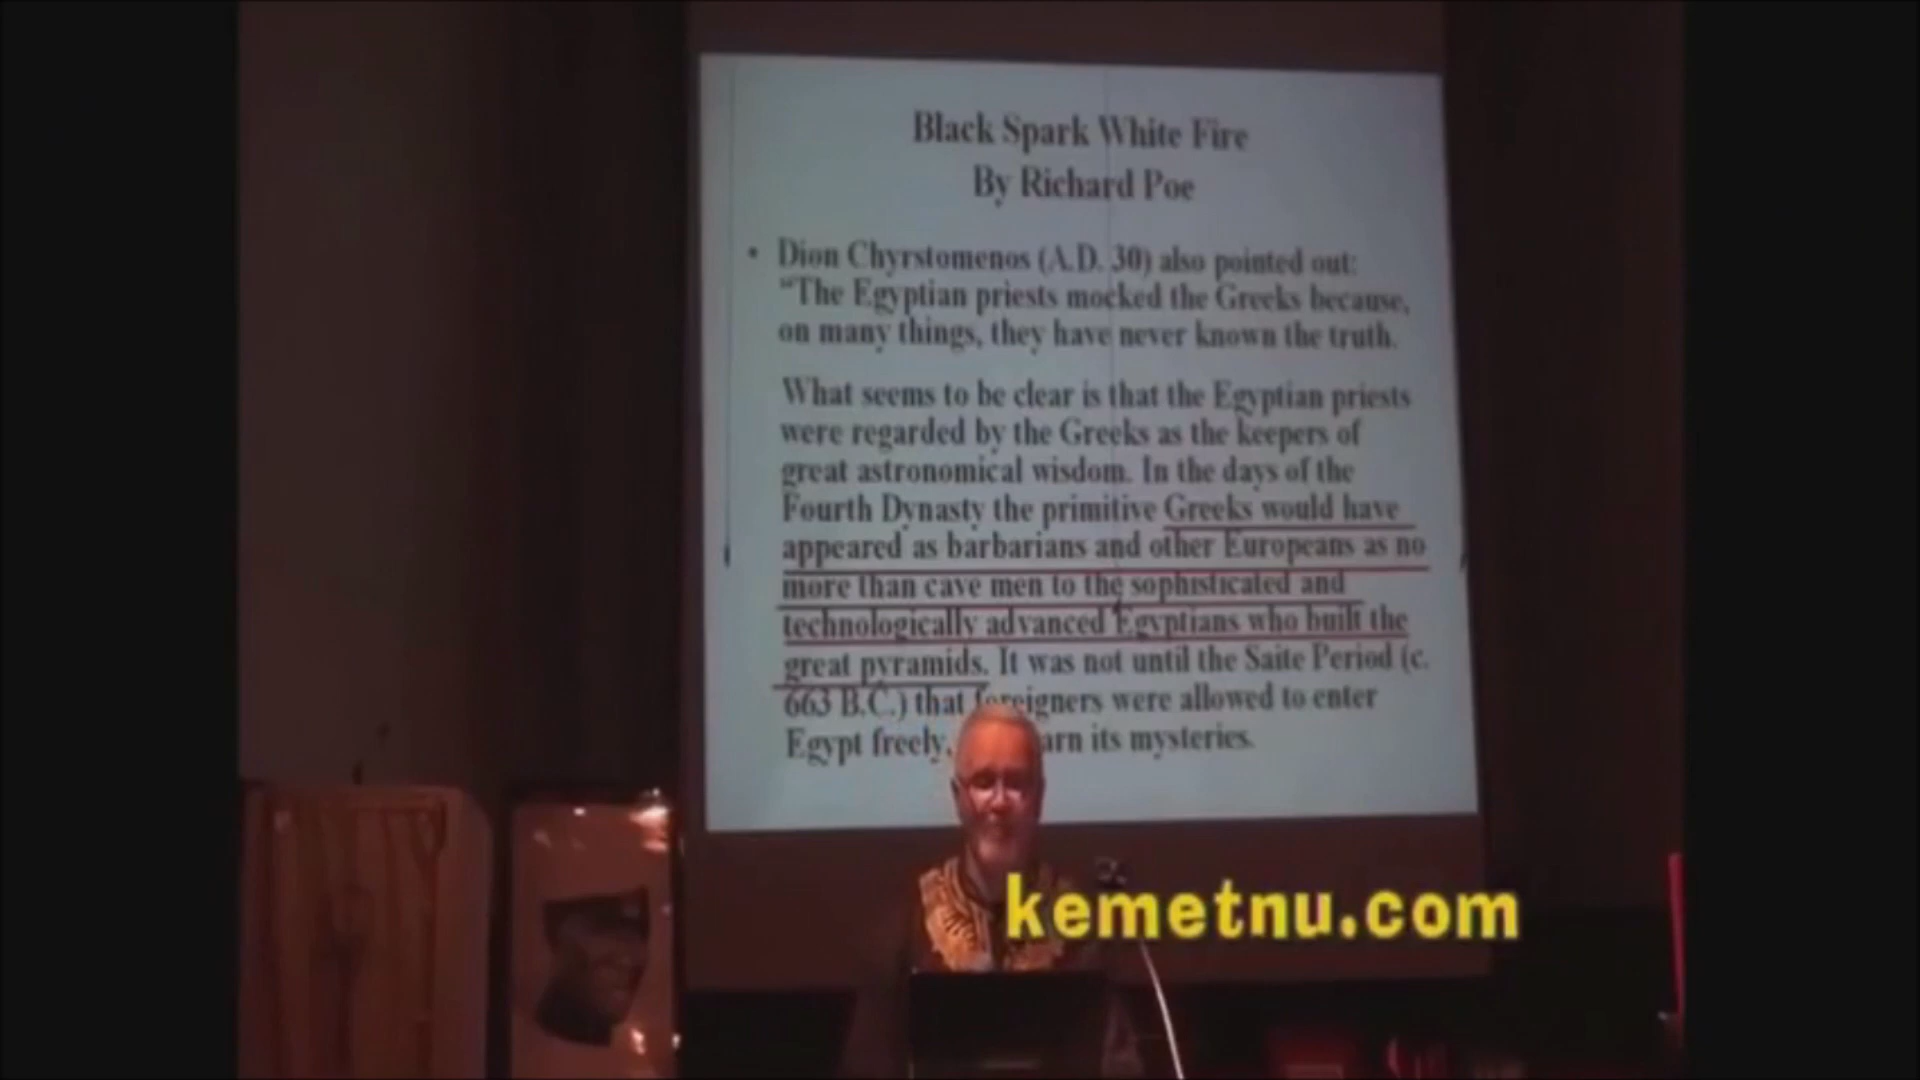 Black Spark White Fire
By Richard Poe
• Dion Chyrstomenos (A.D. 30) also pointed out:
"The Egyptian priests mocked the Greeks because,
on many things, they have never known the truth.
What seems to be clear is that the Egyptian priests
were regarded by the Greeks as the keepers of
great astronomical wisdom. In the days of the
Fourth Dynasty the primitive Greeks would have
appeared as barbarians and other Europeans as no
more than cave men to the sophisticated and
technologically advanced Egyptians who built the
great pyramids. It was not until the Saite Period (c.
663 B.C.) that foreigners were allowed to enter
Egypt freely, its mysteries.
kemetnu.com